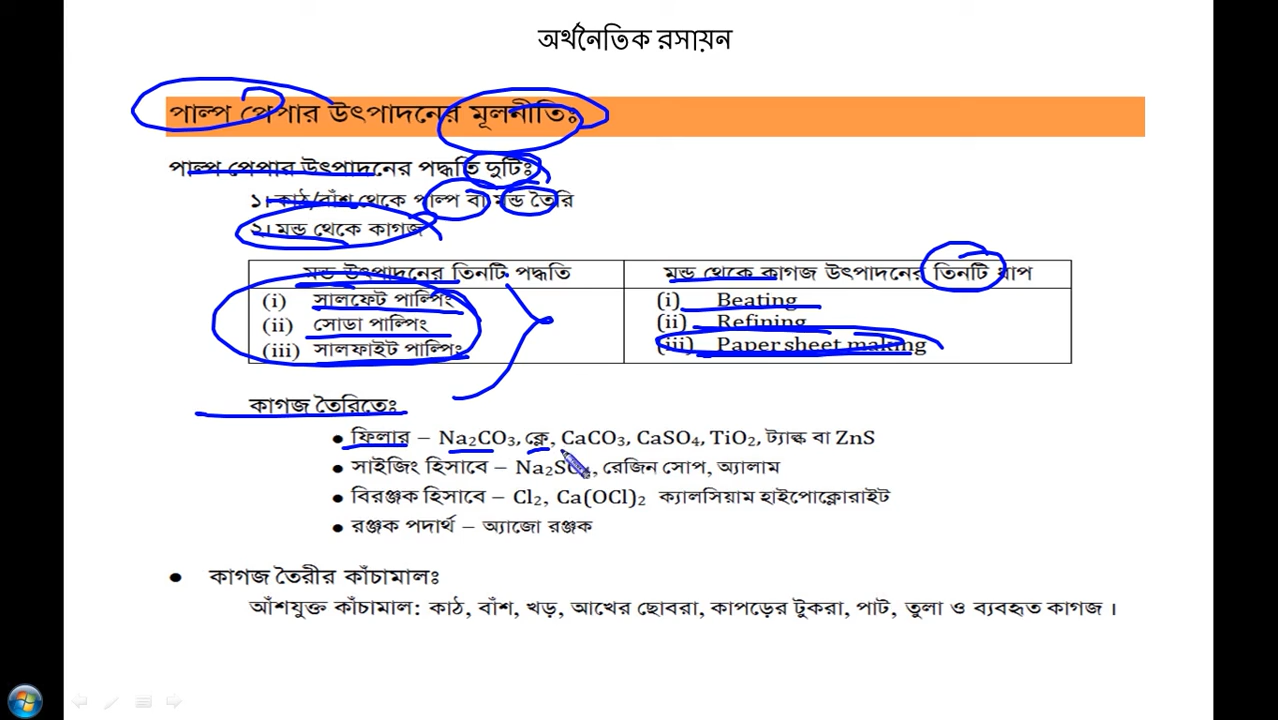 অর্থনৈতিক রসায়ন
পাল্প পেপার উৎপাদনের মূলনীতিঃ
পাল্প পেপার উৎপাদনের পদ্ধতি দুটিঃ
১। কাঠ/বাঁশ থেকে পাল্প বা মন্ড তৈরি
২। মন্ড থেকে কাগজ
মন্ড উৎপাদনের তিনটি পদ্ধতি মন্ড থেকে কাগজ উৎপাদনের তিনটি ধাপ
(i) সালফেট পাল্পিং (i) Beating
(ii) সোডা পাল্পিং (ii) Refining
(iii) সালফাইট পাল্পিং (iii) Paper sheet making
কাগজ তৈরিতেঃ
● ফিলার – Na₂CO₃, ক্লে, CaCO₃, CaSO₄, TiO₂, ট্যাল্ক বা ZnS
● সাইজিং হিসাবে – Na₂SO₄, রেজিন সোপ, অ্যালাম
● বিরঞ্জক হিসাবে – Cl₂, Ca(OCl)₂ ক্যালসিয়াম হাইপোক্লোরাইট
● রঞ্জক পদার্থ – অ্যাজো রঞ্জক
● কাগজ তৈরীর কাঁচামালঃ
আঁশযুক্ত কাঁচামাল: কাঠ, বাঁশ, খড়, আখের ছোবরা, কাপড়ের টুকরা, পাট, তুলা ও ব্যবহৃত কাগজ ।